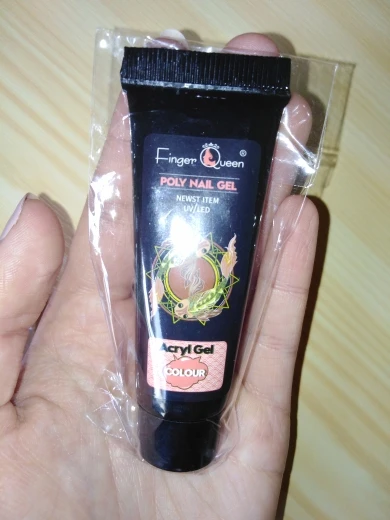 Finger Queen ®
POLY NAIL GEL
NEWST ITEM
UV/LED
Acryl Gel
COLOUR